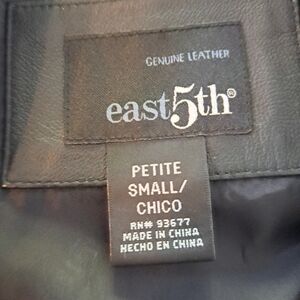 GENUINE LEATHER
east5th®
PETITE
SMALL/
CHICO
RN# 93677
MADE IN CHINA
HECHO EN CHINA